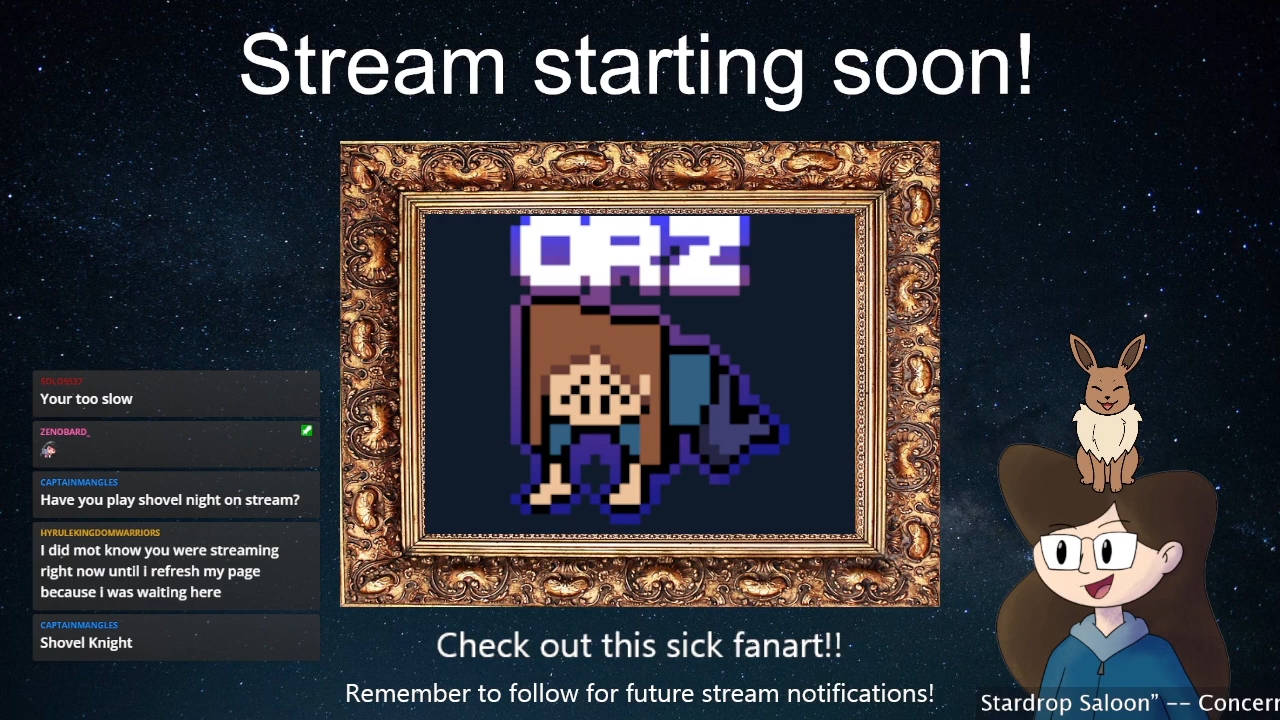 Stream starting soon!
ORZ
SOLO5537
Your too slow
ZENOBARD_
CAPTAINMANGLES
Have you play shovel night on stream?
HYRULEKINGDOMWARRIORS
I did mot know you were streaming
right now until i refresh my page
because i was waiting here
CAPTAINMANGLES
Shovel Knight
Check out this sick fanart!!
Remember to follow for future stream notifications!
Stardrop Saloon” -- Concern